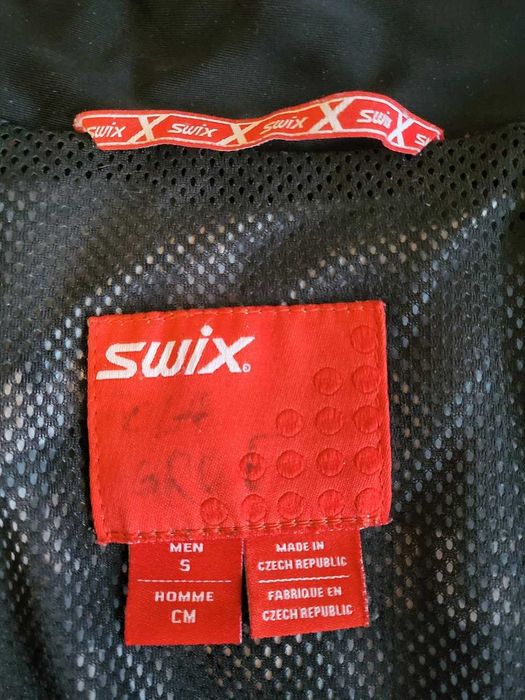 swix X swix X swix X swix X S
swix
MEN
S
HOMME
CM
MADE IN
CZECH REPUBLIC
FABRIQUE EN
CZECH REPUBLIC